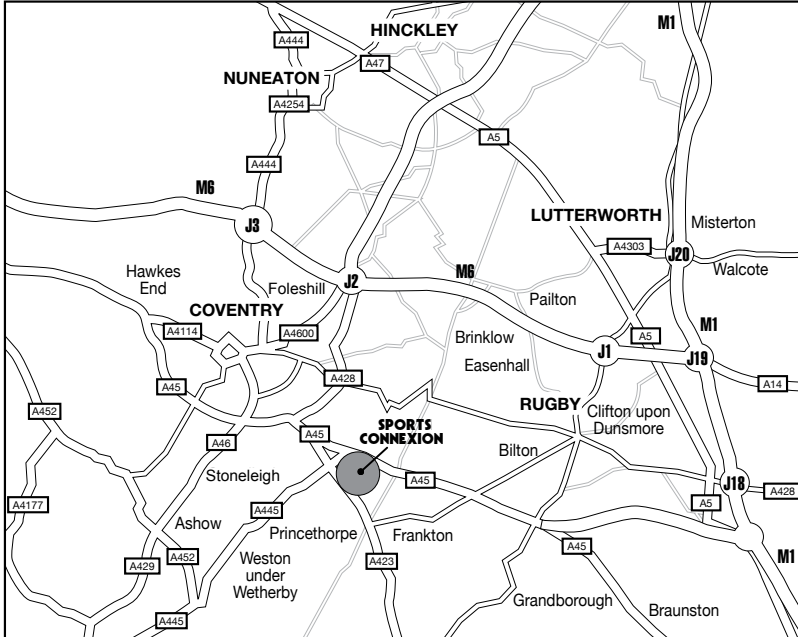 M1
HINCKLEY
A444
A47
NUNEATON
A4254
A5
A444
M6
LUTTERWORTH
Misterton
J3
A4303
J20
Walcote
Hawkes
End
Foleshill
J2
M6
Pailton
COVENTRY
A4114
A4600
Brinklow
A5
M1
J1
J19
Easenhall
A428
A14
A45
A452
RUGBY
Clifton upon
Dunsmore
SPORTS
CONNEXION
A45
A46
Bilton
Stoneleigh
A45
J18
A428
A4177
A445
A5
Ashow
Princethorpe
Frankton
A45
A452
Weston
under
Wetherby
A423
M1
A429
Grandborough
Braunston
A445